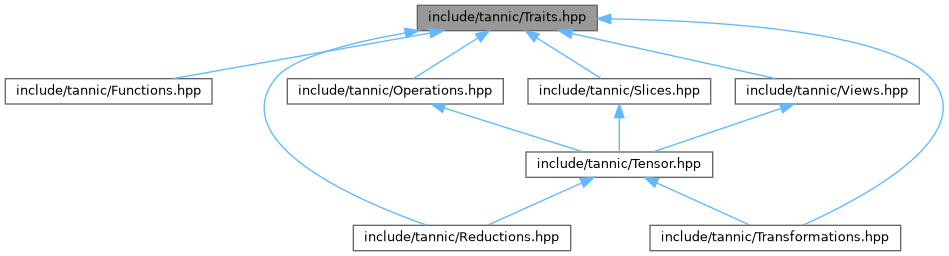 include/tannic/Traits.hpp
include/tannic/Functions.hpp
include/tannic/Operations.hpp
include/tannic/Slices.hpp
include/tannic/Views.hpp
include/tannic/Tensor.hpp
include/tannic/Reductions.hpp
include/tannic/Transformations.hpp